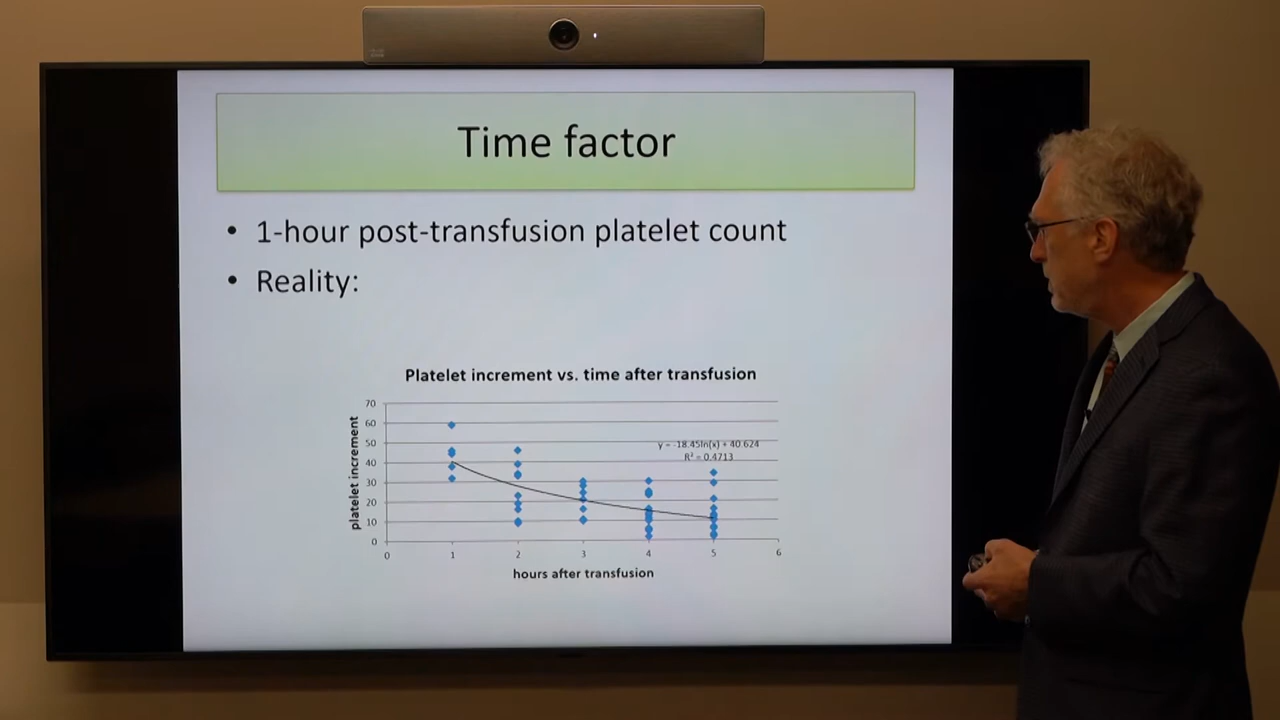 Time factor
• 1-hour post-transfusion platelet count
• Reality:
Platelet increment vs. time after transfusion
platelet increment
70
60
50
40
30
20
10
0
y = -18.45ln(x) + 40.624
R² = 0.4713
0 1 2 3 4 5 6
hours after transfusion